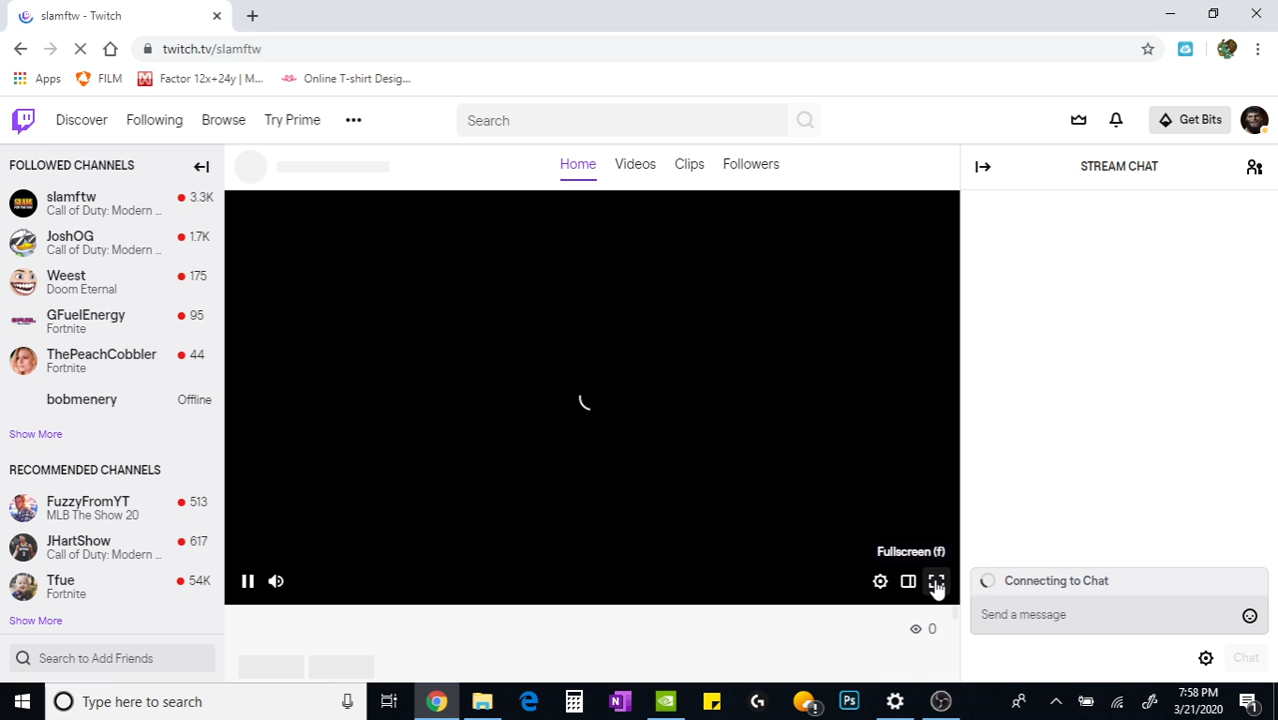 slamftw - Twitch
twitch.tv/slamftw
Apps FILM Factor 12x+24y | M... Online T-shirt Desig...
Discover Following Browse Try Prime ••• Search Get Bits
FOLLOWED CHANNELS
slamftw 3.3K
Call of Duty: Modern ...
JoshOG 1.7K
Call of Duty: Modern ...
Weest 175
Doom Eternal
GFuelEnergy 95
Fortnite
ThePeachCobbler 44
Fortnite
bobmenery Offline
Show More
RECOMMENDED CHANNELS
FuzzyFromYT 513
MLB The Show 20
JHartShow 617
Call of Duty: Modern ...
Tfue 54K
Fortnite
Show More
Search to Add Friends
Home Videos Clips Followers
Fullscreen (f)
0
STREAM CHAT
Connecting to Chat
Send a message
Chat
Type here to search
7:58 PM
3/21/2020
1